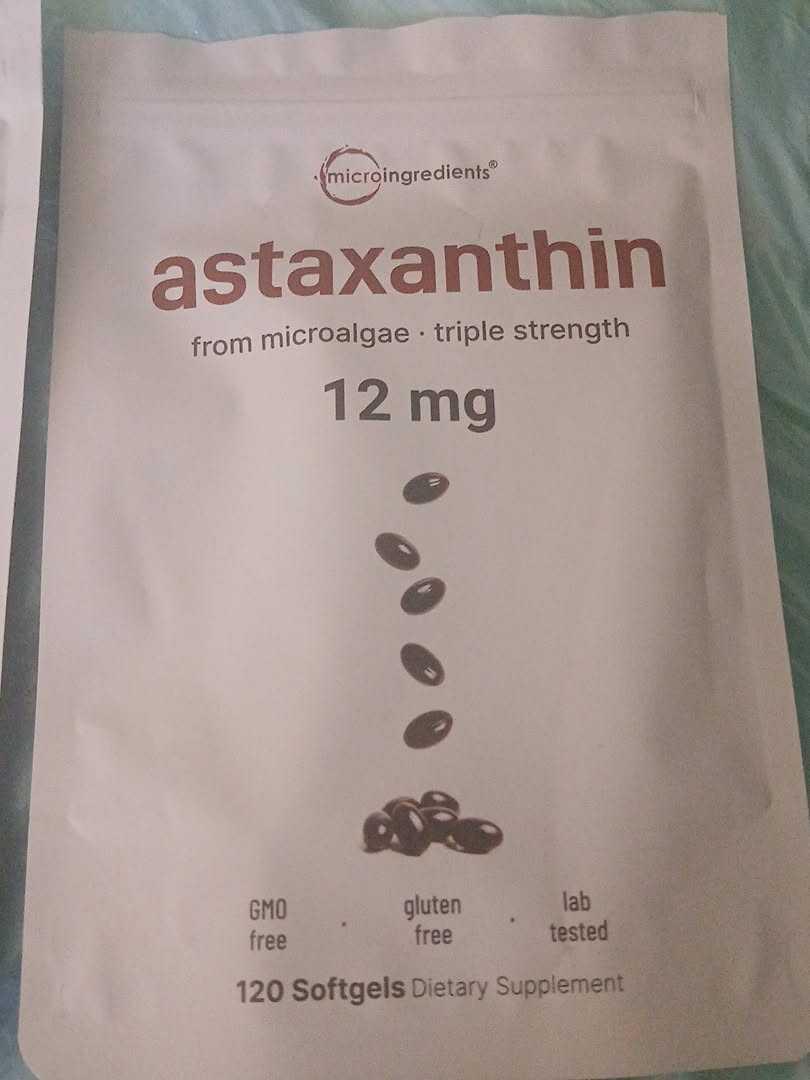 microingredients®
astaxanthin
from microalgae · triple strength
12 mg
GMO free · gluten free · lab tested
120 Softgels Dietary Supplement